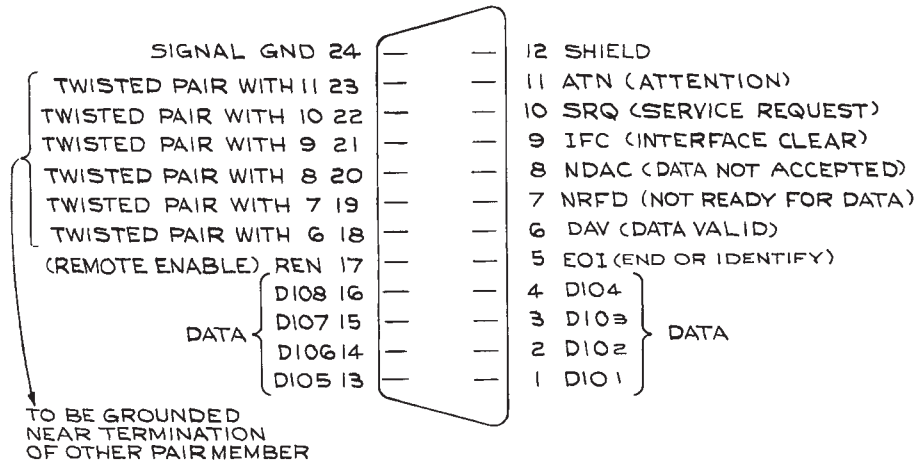 SIGNAL GND 24
TWISTED PAIR WITH 11 23
TWISTED PAIR WITH 10 22
TWISTED PAIR WITH 9 21
TWISTED PAIR WITH 8 20
TWISTED PAIR WITH 7 19
TWISTED PAIR WITH 6 18
(REMOTE ENABLE) REN 17
DIO8 16
DIO7 15
DIO6 14
DIO5 13
DATA
TO BE GROUNDED
NEAR TERMINATION
OF OTHER PAIR MEMBER
12 SHIELD
11 ATN (ATTENTION)
10 SRQ (SERVICE REQUEST)
9 IFC (INTERFACE CLEAR)
8 NDAC (DATA NOT ACCEPTED)
7 NRFD (NOT READY FOR DATA)
6 DAV (DATA VALID)
5 EOI (END OR IDENTIFY)
4 DIO4
3 DIO3
2 DIO2
1 DIO1
DATA